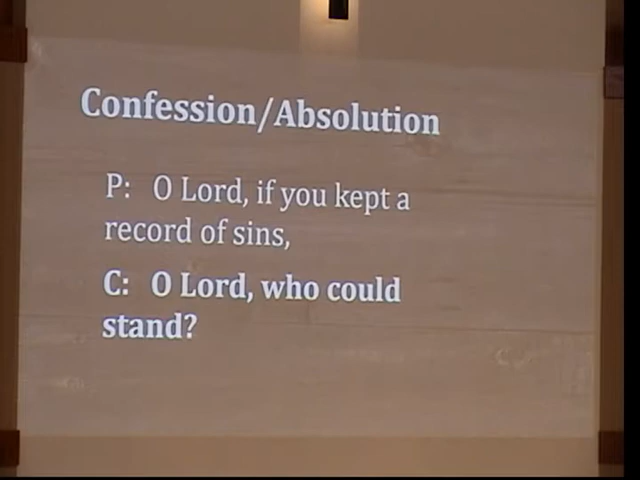 Confession/Absolution
P: O Lord, if you kept a
record of sins,
C: O Lord, who could
stand?